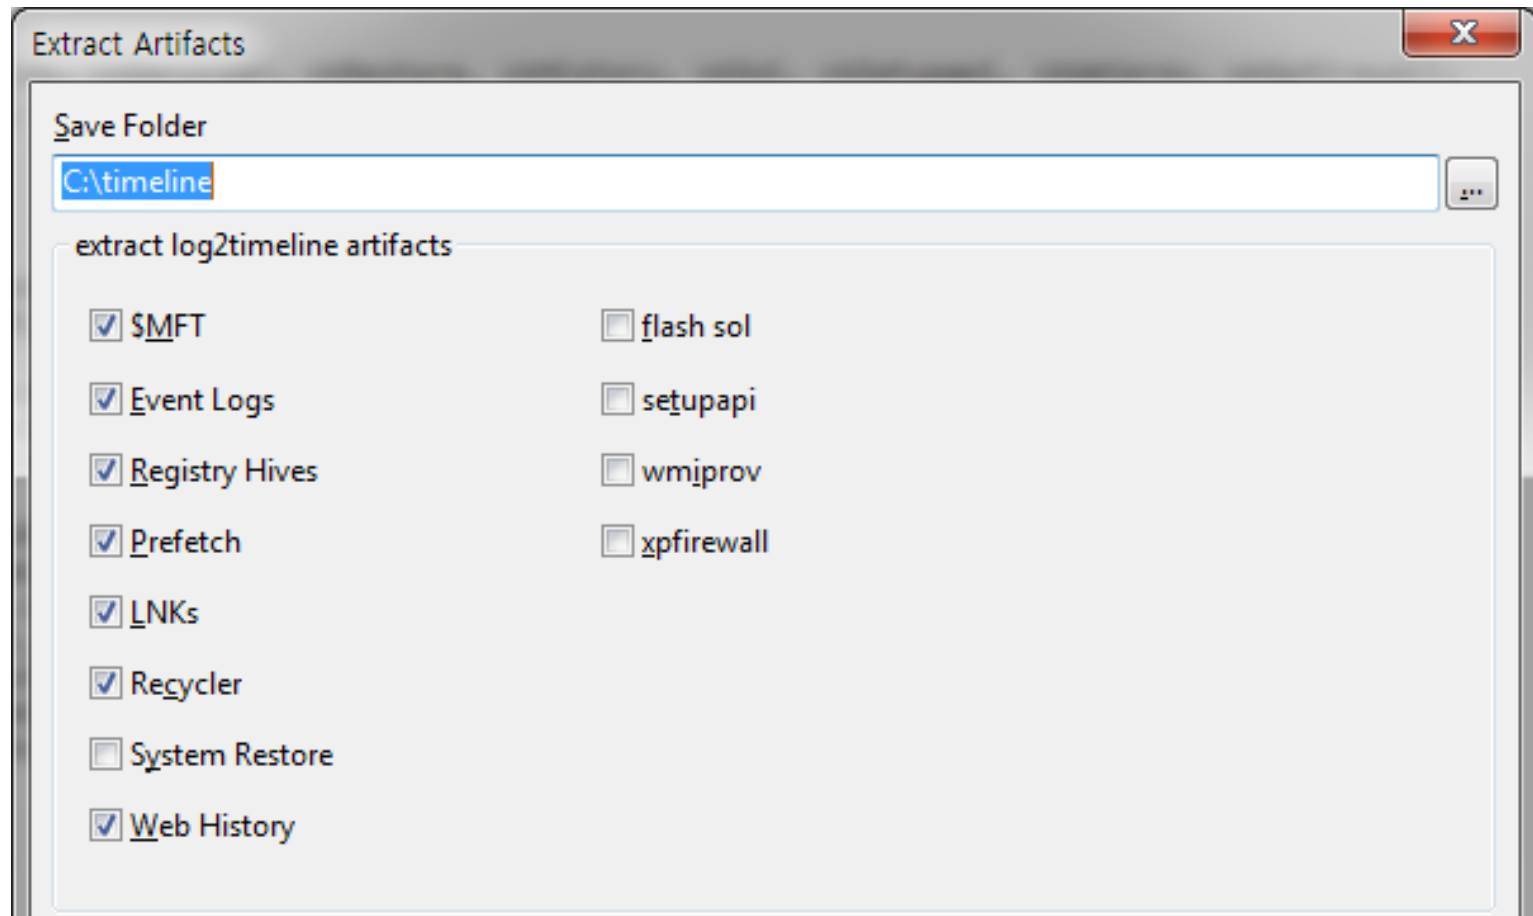 Extract Artifacts
Save Folder
C:\timeline
...
extract log2timeline artifacts
$MFT
flash sol
Event Logs
setupapi
Registry Hives
wmiprov
Prefetch
xpfirewall
LNKs
Recycler
System Restore
Web History